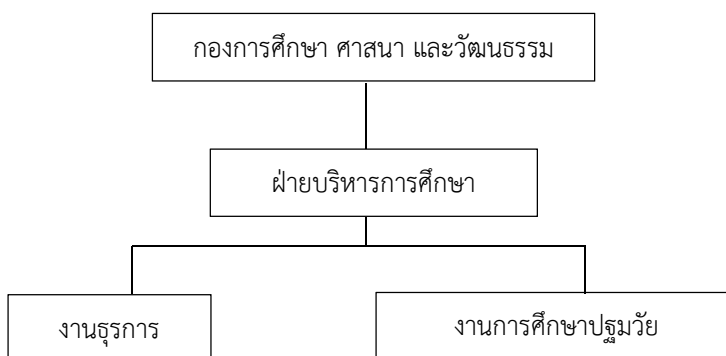 กองการศึกษา ศาสนา และวัฒนธรรม
ฝ่ายบริหารการศึกษา
งานธุรการ
งานการศึกษาปฐมวัย